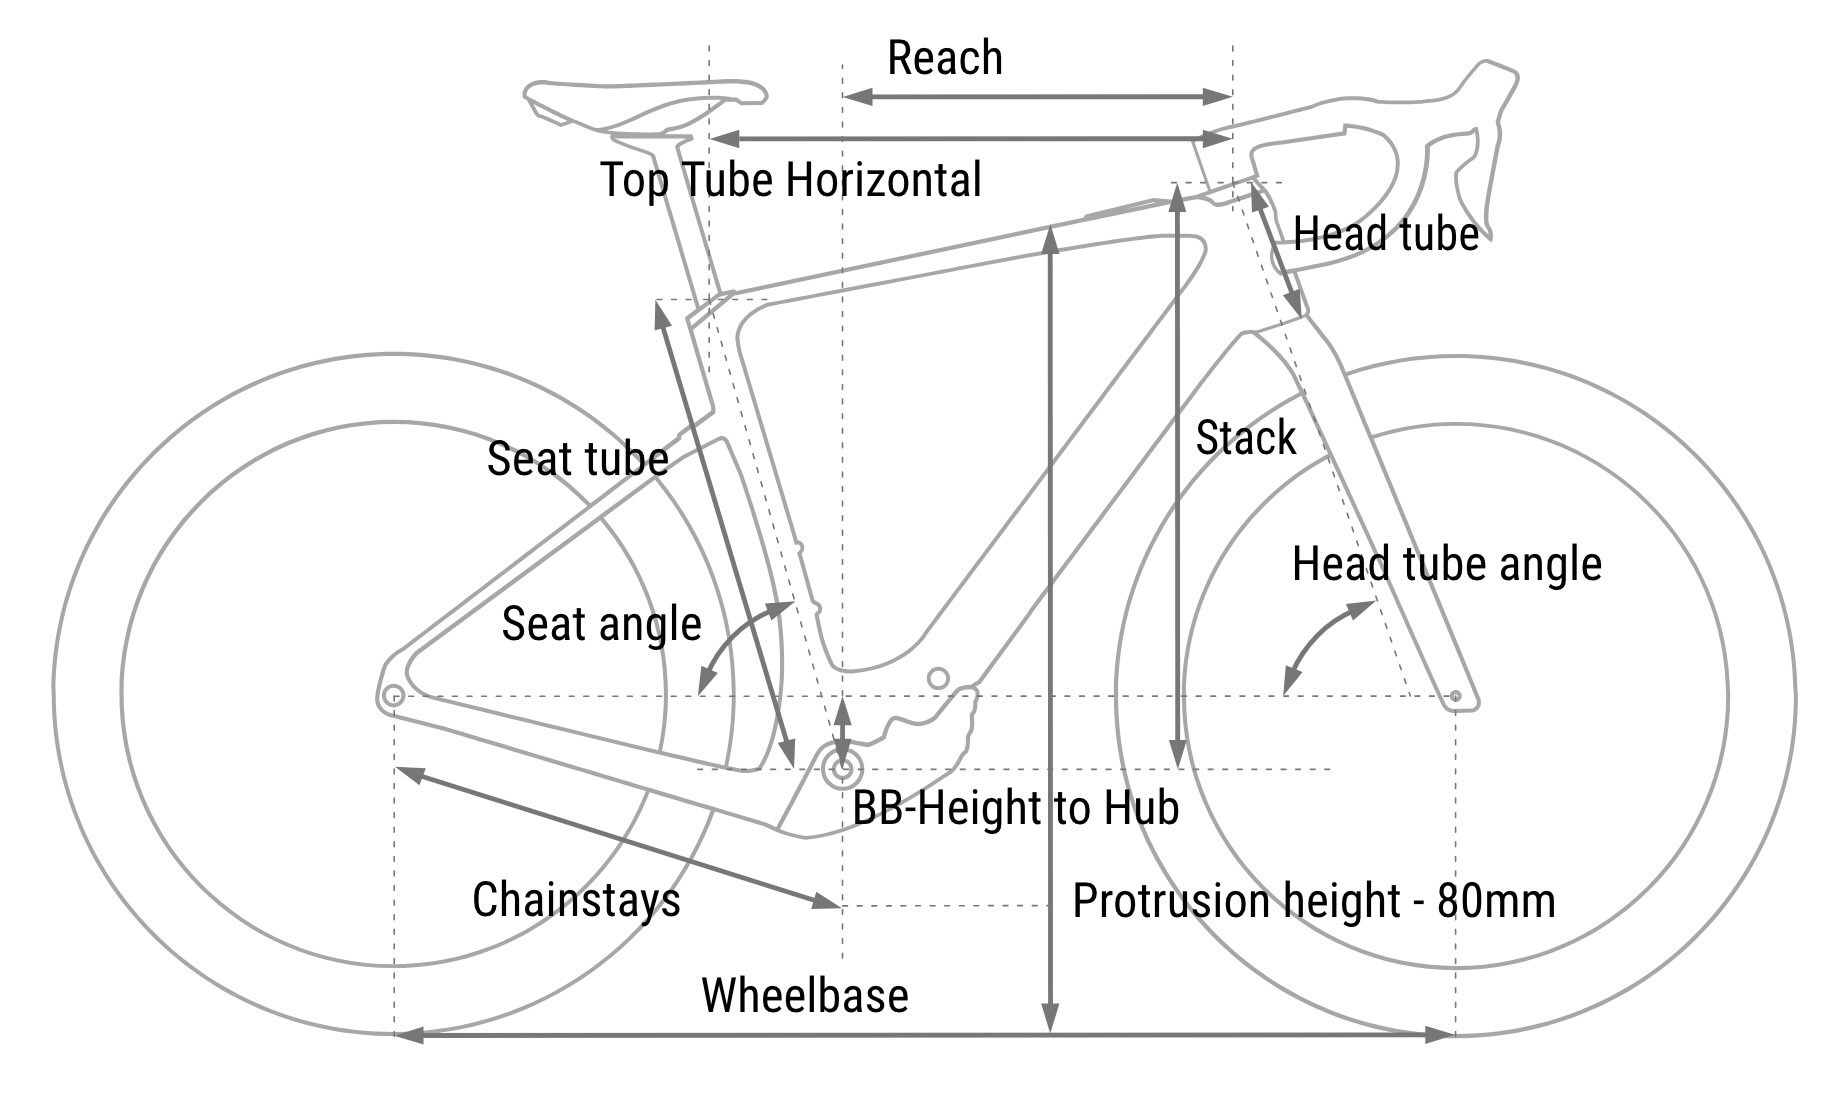 Reach
Top Tube Horizontal
Head tube
Stack
Seat tube
Head tube angle
Seat angle
BB-Height to Hub
Chainstays
Protrusion height - 80mm
Wheelbase